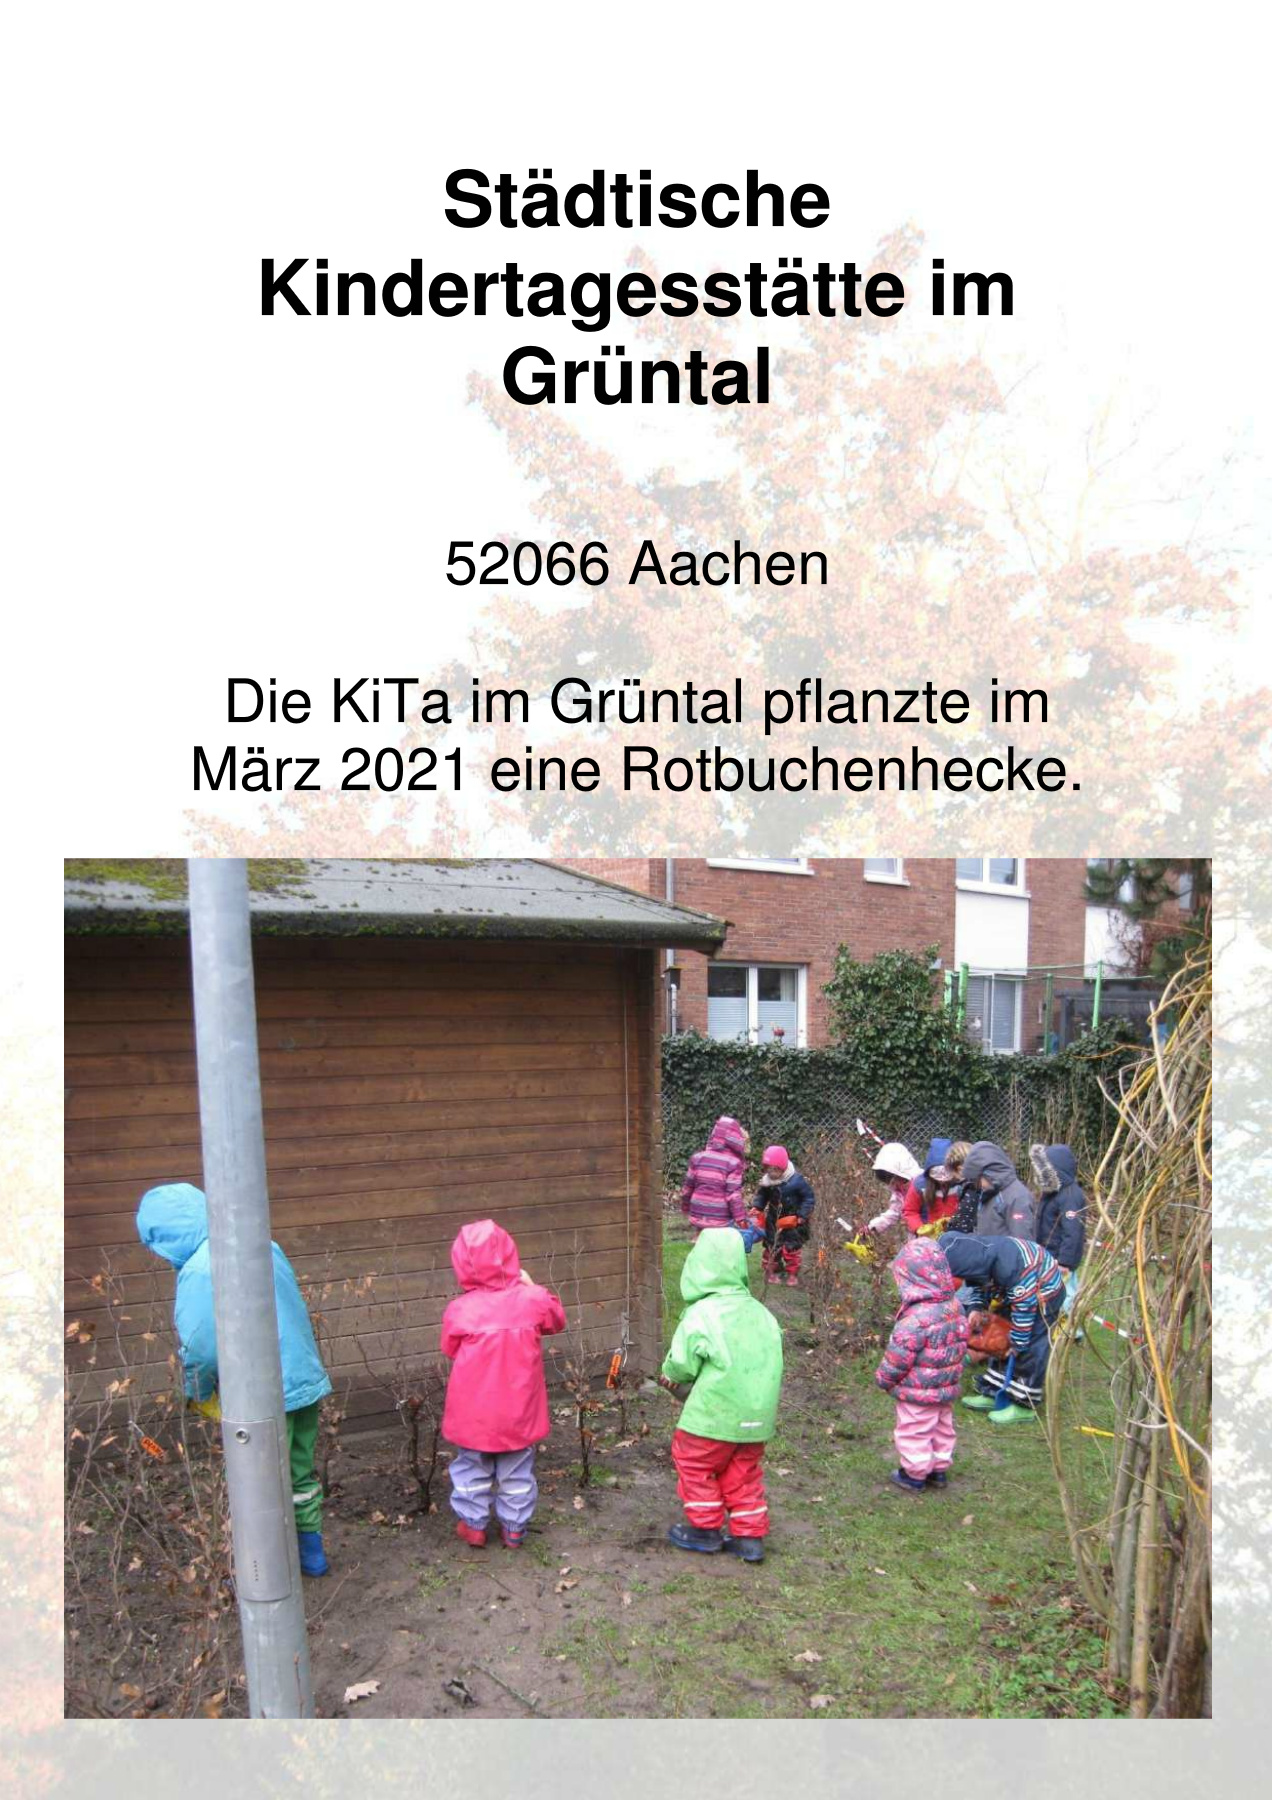 Städtische
Kindertagesstätte im
Grüntal
52066 Aachen
Die KiTa im Grüntal pflanzte im
März 2021 eine Rotbuchenhecke.